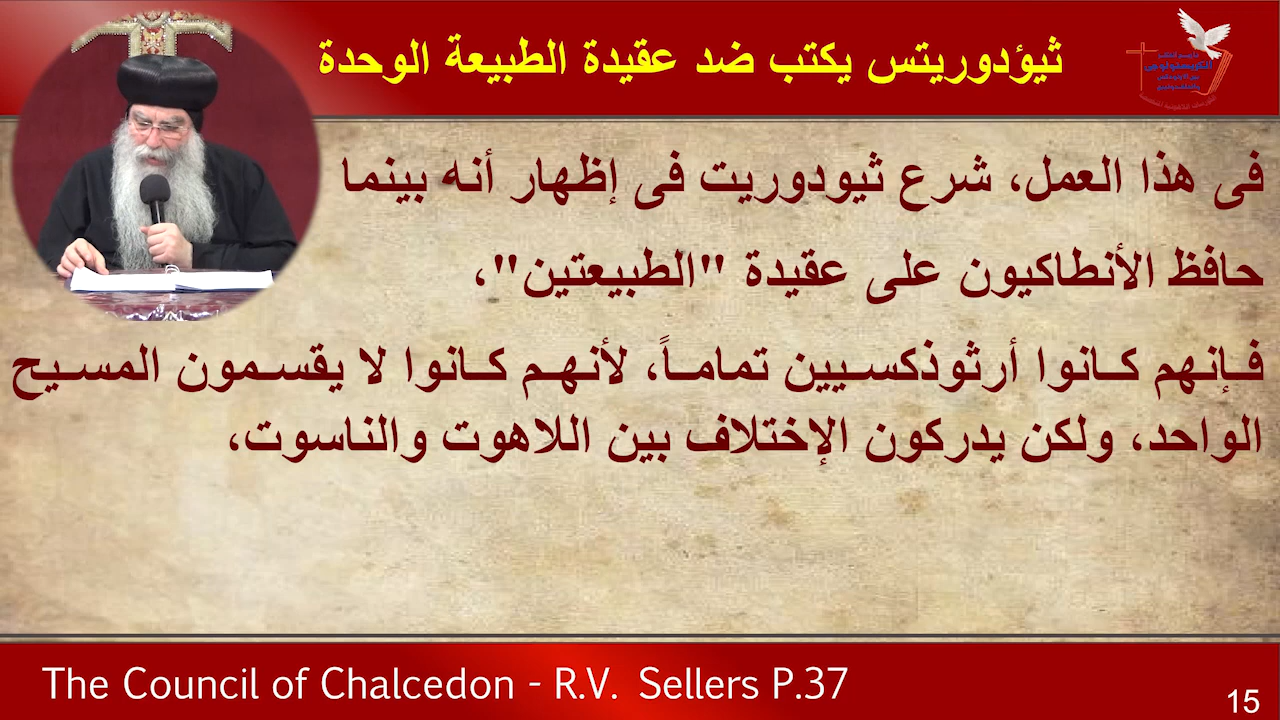 ثيؤدوريتس يكتب ضد عقيدة الطبيعة الوحدة
فى هذا العمل، شرع ثيودوريت فى إظهار أنه بينما
حافظ الأنطاكيون على عقيدة "الطبيعتين"،
فإنهم كانوا أرثوذكسيين تماماً، لأنهم كانوا لا يقسمون المسيح
الواحد، ولكن يدركون الإختلاف بين اللاهوت والناسوت،
The Council of Chalcedon - R.V. Sellers P.37
15